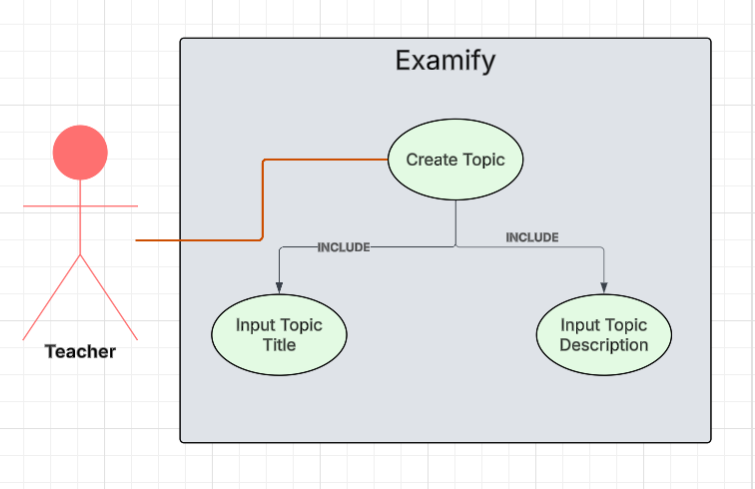 Examify
Create Topic
INCLUDE
INCLUDE
Input Topic
Title
Input Topic
Description
Teacher